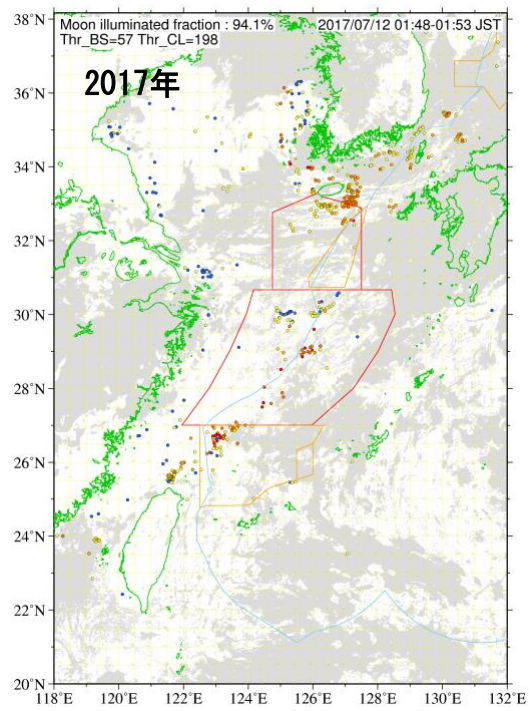 Moon illuminated fraction : 94.1% 2017/07/12 01:48-01:53 JST
Thr_BS=57 Thr_CL=198
2017年
38°N
36°N
34°N
32°N
30°N
28°N
26°N
24°N
22°N
20°N
118°E 120°E 122°E 124°E 126°E 128°E 130°E 132°E